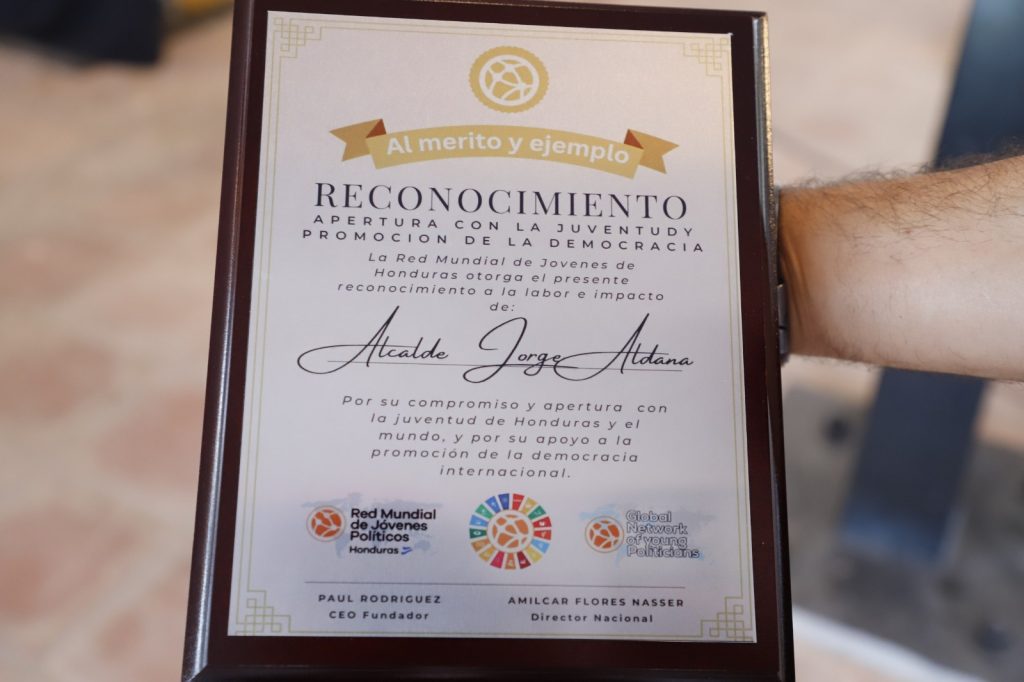 Al merito y ejemplo
RECONOCIMIENTO
APERTURA CON LA JUVENTUDY
PROMOCION DE LA DEMOCRACIA
La Red Mundial de Jovenes de
Honduras otorga el presente
reconocimiento a la labor e impacto
de:
Alcalde Jorge Aldana
Por su compromiso y apertura con
la juventud de Honduras y el
mundo, y por su apoyo a la
promoción de la democracia
internacional.
Red Mundial
de Jóvenes
Políticos
Honduras
Global
Network
of young
Politicians
PAUL RODRIGUEZ
CEO Fundador
AMILCAR FLORES NASSER
Director Nacional